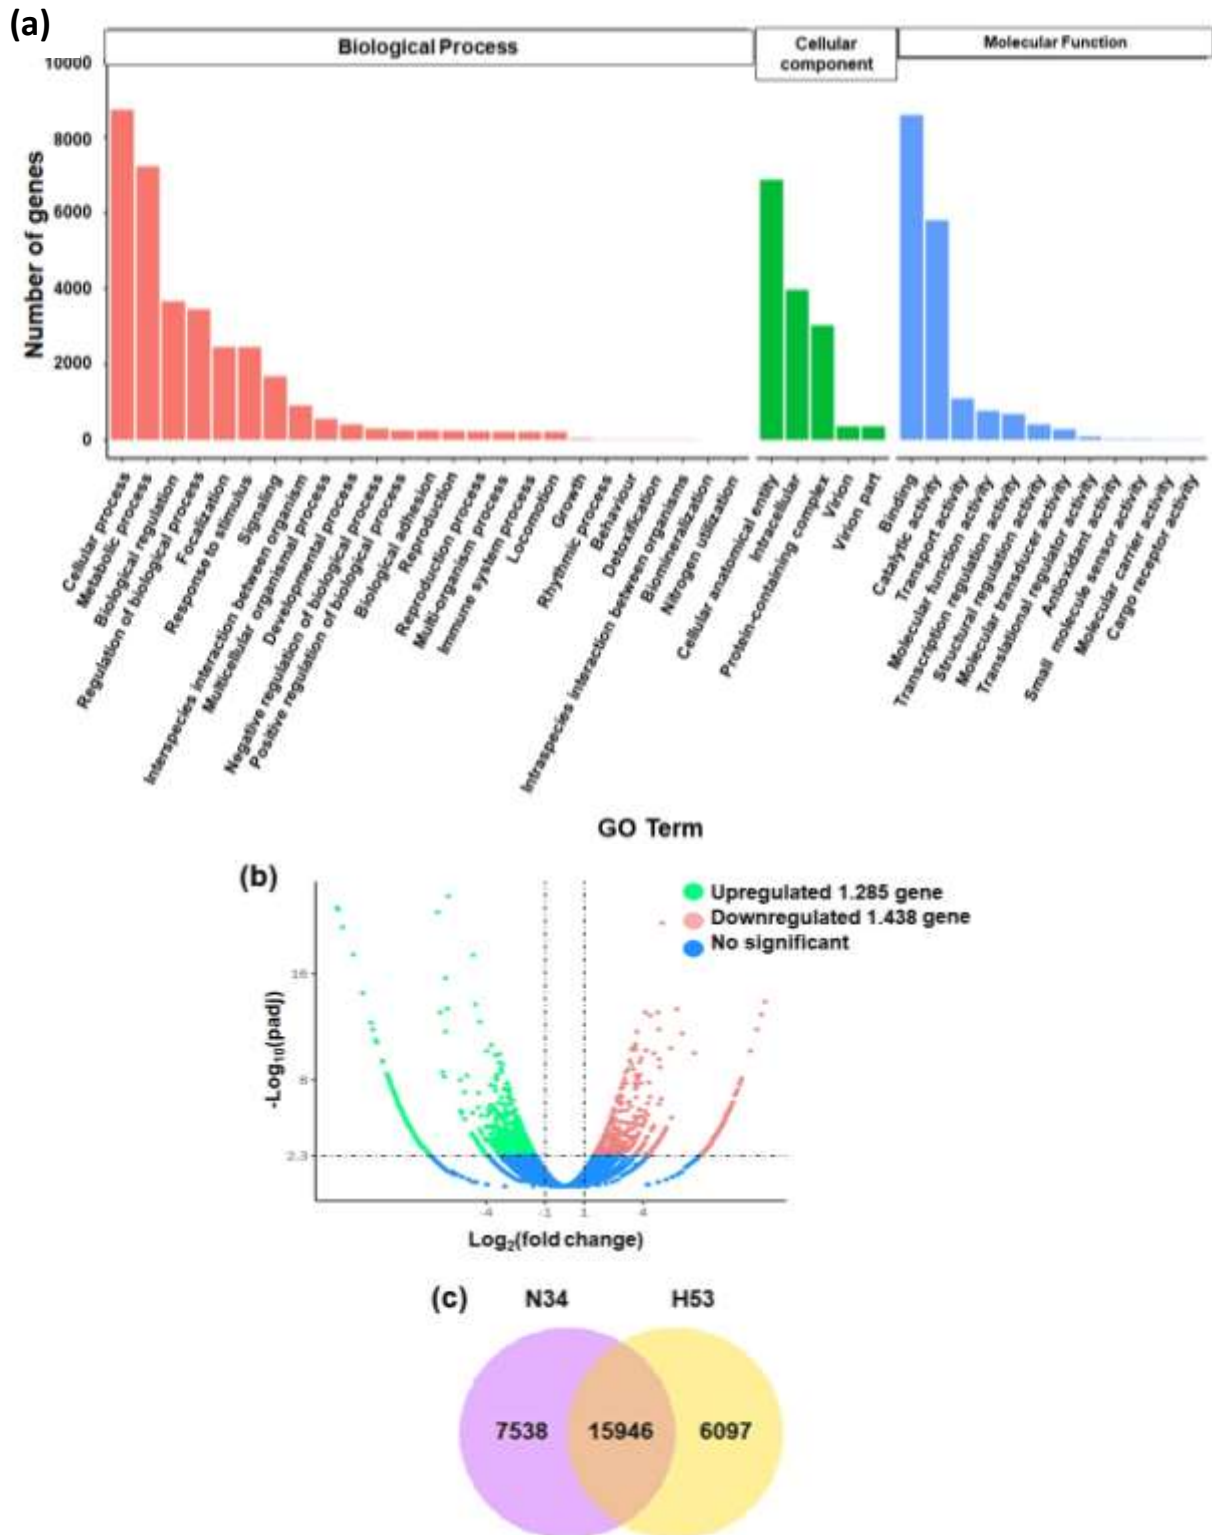 (a)
Biological Process
Cellular
component
Molecular Function
10000
8000
6000
4000
2000
0
Number of genes
Cellular process
Metabolic process
Biological regulation
Regulation of biological process
Focalization
Response to stimulus
Signaling
Interspecies interaction between organism
Multicellular organismal process
Developmental process
Negative regulation of biological process
Positive regulation of biological process
Biological adhesion
Reproduction
Reproduction process
Multi-organism process
Immune system process
Locomotion
Growth
Rhythmic process
Behaviour
Detoxification
Intraspecies interaction between organisms
Biomineralization
Nitrogen utilization
Cellular anatomical entity
Intracellular
Protein-containing complex
Virion
Virion part
Binding
Catalytic activity
Transport activity
Molecular function activity
Transcription regulation activity
Structural regulation activity
Molecular transducer activity
Translational regulator activity
Antioxidant activity
Small molecule sensor activity
Molecular carrier activity
Cargo receptor activity
GO Term
(b)
Upregulated 1.285 gene
Downregulated 1.438 gene
No significant
-Log10(padj)
2.3
-4 -1 1 4
Log2(fold change)
(c) N34 H53
7538 15946 6097